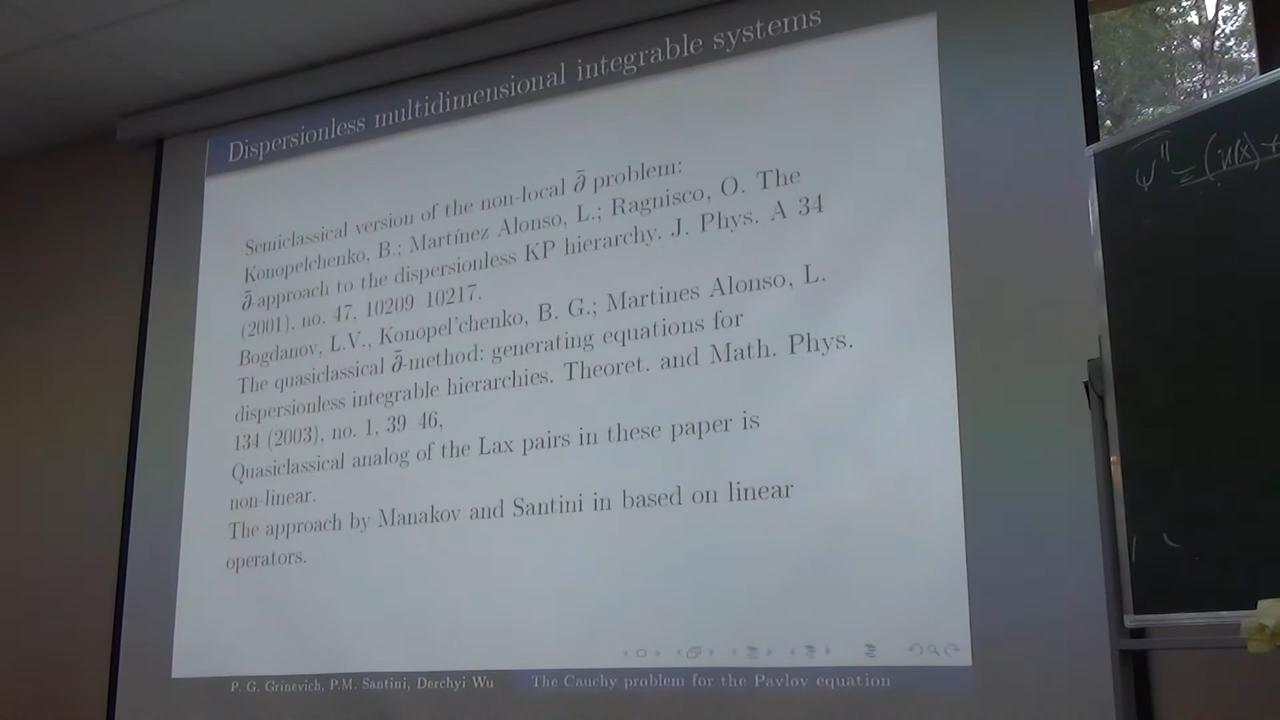 Dispersionless multidimensional integrable systems
Semiclassical version of the non-local ∂̄ problem:
Konopelchenko, B.; Martínez Alonso, L.; Ragnisco, O. The
∂̄-approach to the dispersionless KP hierarchy. J. Phys. A 34
(2001), no. 47, 10209 10217.
Bogdanov, L.V., Konopel'chenko, B. G.; Martines Alonso, L.
The quasiclassical ∂̄-method: generating equations for
dispersionless integrable hierarchies. Theoret. and Math. Phys.
134 (2003), no. 1, 39 46,
Quasiclassical analog of the Lax pairs in these paper is
non-linear.
The approach by Manakov and Santini in based on linear
operators.
P. G. Grinevich, P.M. Santini, Derchyi Wu
The Cauchy problem for the Pavlov equation
ψ'' = (u(x)